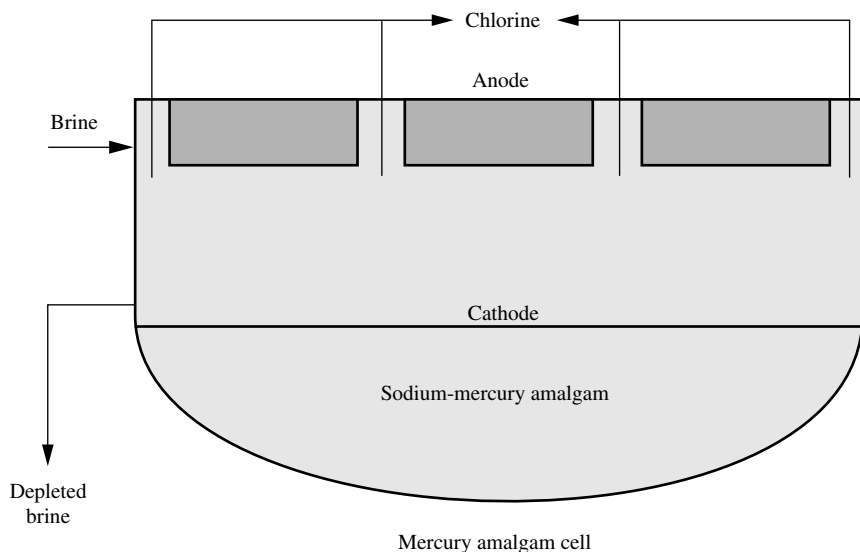 Chlorine
Anode
Brine
Cathode
Sodium-mercury amalgam
Depleted
brine
Mercury amalgam cell